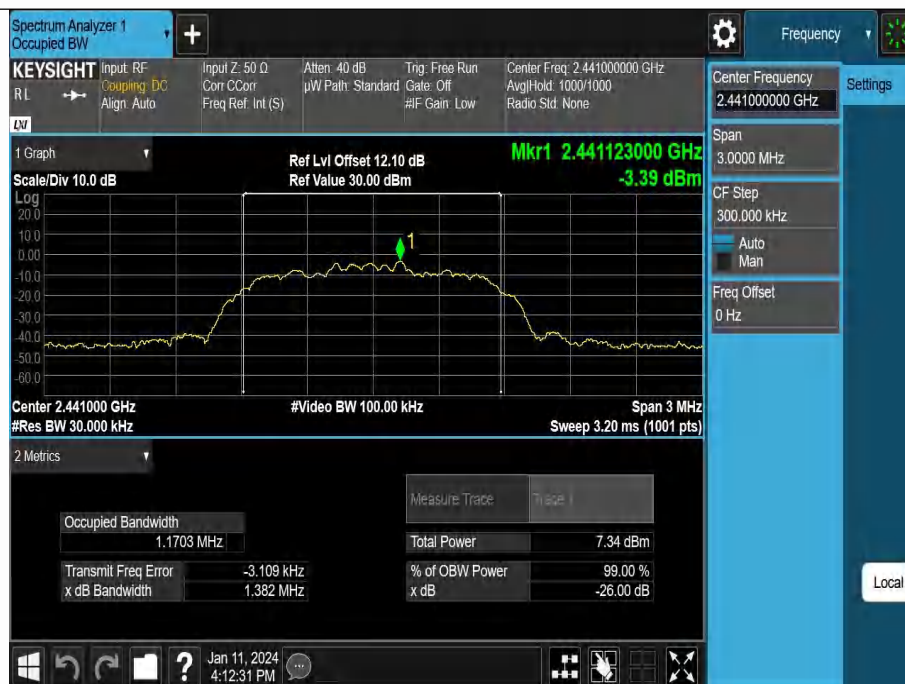 Spectrum Analyzer 1
Occupied BW
Frequency
KEYSIGHT
R L
LXI
Input: RF
Coupling: DC
Align: Auto
Input Z: 50 Ω
Corr CCorr
Freq Ref: Int (S)
Atten: 40 dB
µW Path: Standard
Trig: Free Run
Gate: Off
#IF Gain: Low
Center Freq: 2.441000000 GHz
Avg|Hold: 1000/1000
Radio Std: None
Center Frequency
2.441000000 GHz
Settings
Span
3.0000 MHz
CF Step
300.000 kHz
Auto
Man
Freq Offset
0 Hz
1 Graph
Scale/Div 10.0 dB
Ref Lvl Offset 12.10 dB
Ref Value 30.00 dBm
Mkr1 2.441123000 GHz
-3.39 dBm
Log
20.0
10.0
0.00
-10.0
-20.0
-30.0
-40.0
-50.0
-60.0
1
Center 2.441000 GHz
#Res BW 30.000 kHz
#Video BW 100.00 kHz
Span 3 MHz
Sweep 3.20 ms (1001 pts)
2 Metrics
Measure Trace
Trace 1
Occupied Bandwidth
1.1703 MHz
Total Power
7.34 dBm
Transmit Freq Error
-3.109 kHz
% of OBW Power
99.00 %
x dB Bandwidth
1.382 MHz
x dB
-26.00 dB
Local
?
Jan 11, 2024
4:12:31 PM